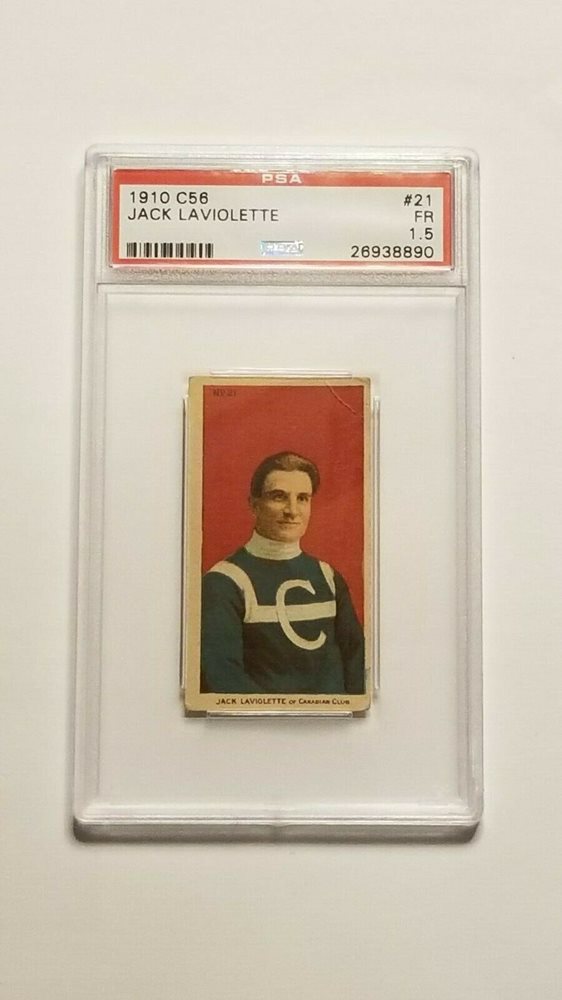 PSA
1910 C56 #21
JACK LAVIOLETTE FR
1.5
26938890
No 21
C
JACK LAVIOLETTE OF CANADIAN CLUB